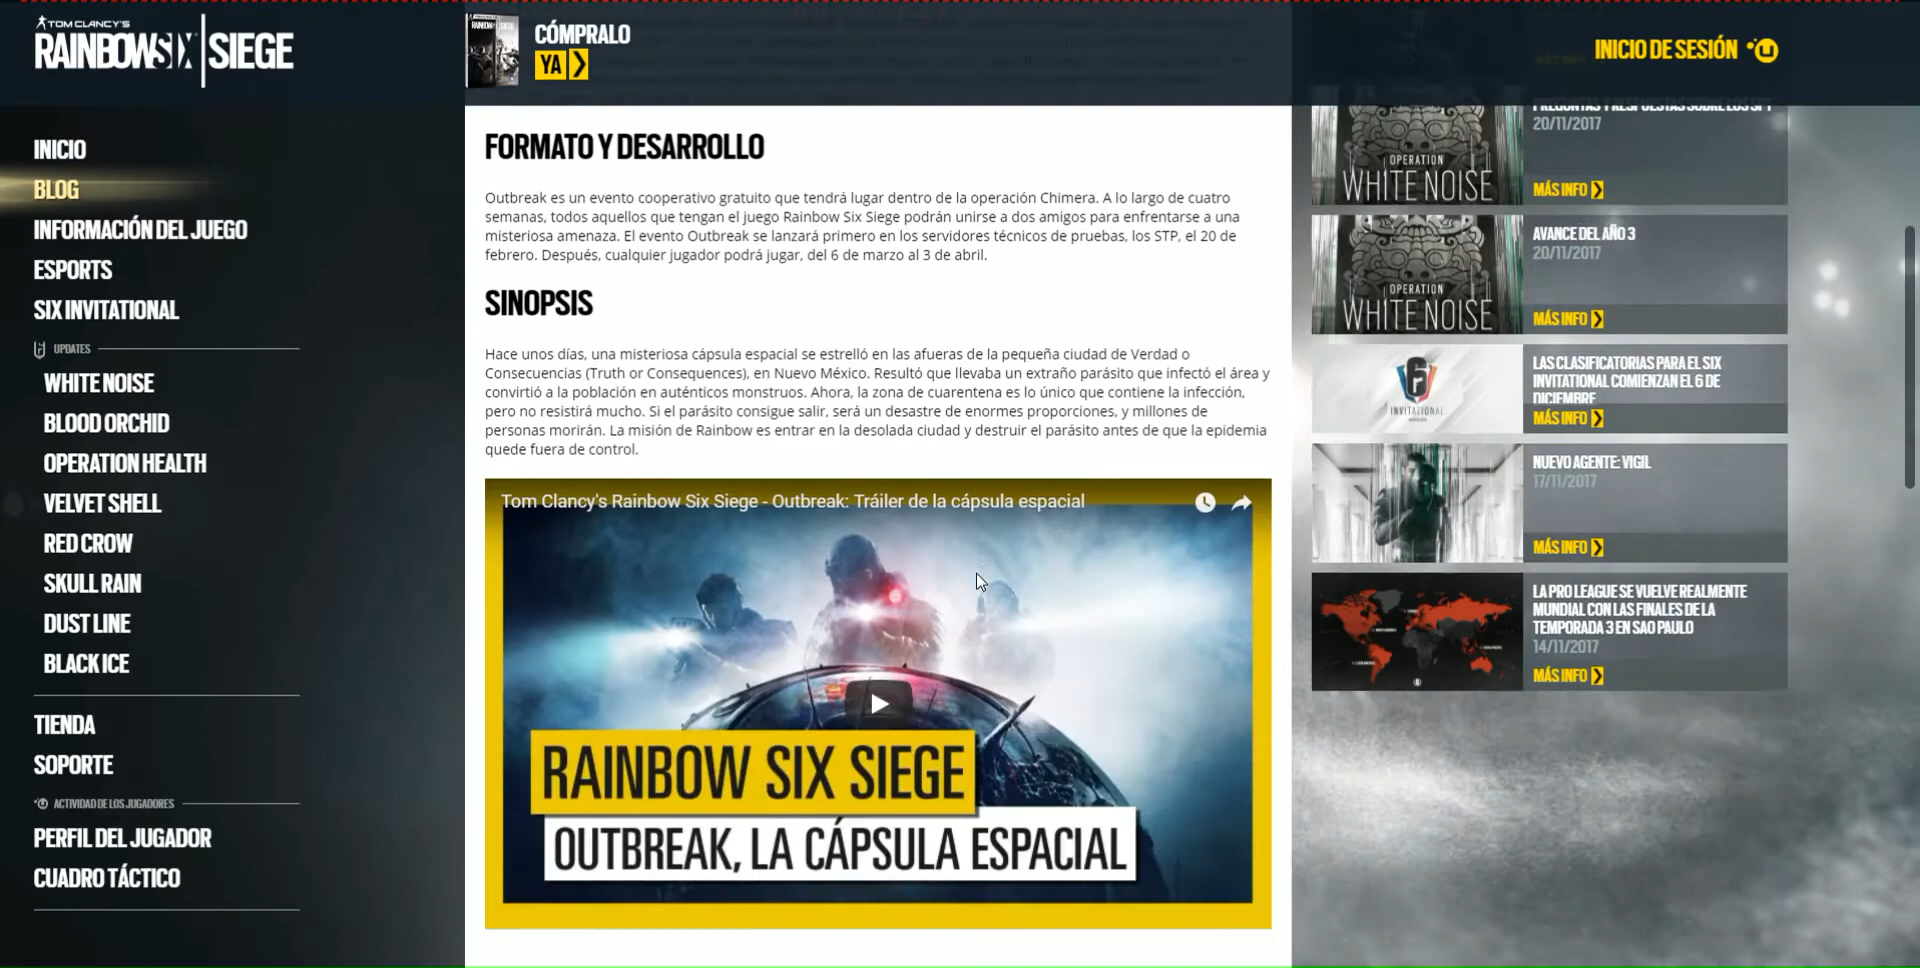 TOM CLANCY'S
RAINBOWSIX | SIEGE
CÓMPRALO
YA
INICIO DE SESIÓN
INICIO
BLOG
INFORMACIÓN DEL JUEGO
ESPORTS
SIX INVITATIONAL
UPDATES
WHITE NOISE
BLOOD ORCHID
OPERATION HEALTH
VELVET SHELL
RED CROW
SKULL RAIN
DUST LINE
BLACK ICE
TIENDA
SOPORTE
ACTIVIDAD DE LOS JUGADORES
PERFIL DEL JUGADOR
CUADRO TÁCTICO
FORMATO Y DESARROLLO
Outbreak es un evento cooperativo gratuito que tendrá lugar dentro de la operación Chimera. A lo largo de cuatro
semanas, todos aquellos que tengan el juego Rainbow Six Siege podrán unirse a dos amigos para enfrentarse a una
misteriosa amenaza. El evento Outbreak se lanzará primero en los servidores técnicos de pruebas, los STP, el 20 de
febrero. Después, cualquier jugador podrá jugar, del 6 de marzo al 3 de abril.
SINOPSIS
Hace unos días, una misteriosa cápsula espacial se estrelló en las afueras de la pequeña ciudad de Verdad o
Consecuencias (Truth or Consequences), en Nuevo México. Resultó que llevaba un extraño parásito que infectó el área y
convirtió a la población en auténticos monstruos. Ahora, la zona de cuarentena es lo único que contiene la infección,
pero no resistirá mucho. Si el parásito consigue salir, será un desastre de enormes proporciones, y millones de
personas morirán. La misión de Rainbow es entrar en la desolada ciudad y destruir el parásito antes de que la epidemia
quede fuera de control.
Tom Clancy's Rainbow Six Siege - Outbreak: Tráiler de la cápsula espacial
RAINBOW SIX SIEGE
OUTBREAK, LA CÁPSULA ESPACIAL
PREGUNTAS Y RESPUESTAS SOBRE LOS STP
20/11/2017
OPERATION
WHITE NOISE
MÁS INFO
AVANCE DEL AÑO 3
20/11/2017
OPERATION
WHITE NOISE
MÁS INFO
LAS CLASIFICATORIAS PARA EL SIX
INVITATIONAL COMIENZAN EL 6 DE
DICIEMBRE
INVITATIONAL
MÁS INFO
NUEVO AGENTE: VIGIL
17/11/2017
MÁS INFO
LA PRO LEAGUE SE VUELVE REALMENTE
MUNDIAL CON LAS FINALES DE LA
TEMPORADA 3 EN SAO PAULO
14/11/2017
MÁS INFO